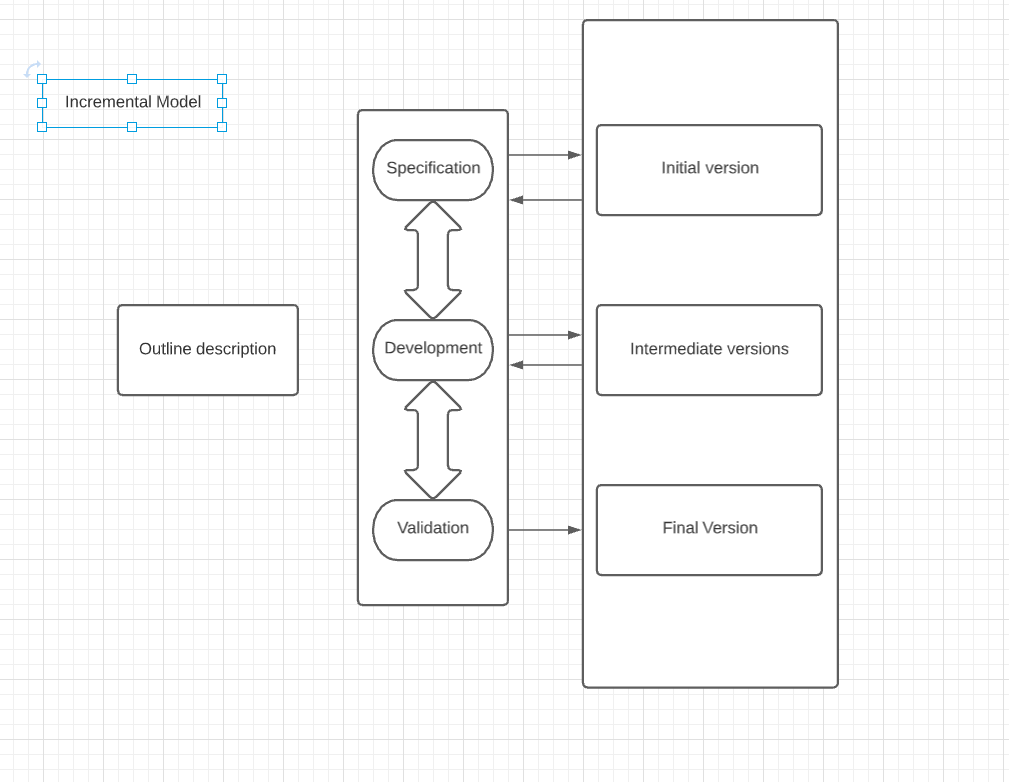 Incremental Model
Specification
Initial version
Outline description
Development
Intermediate versions
Validation
Final Version